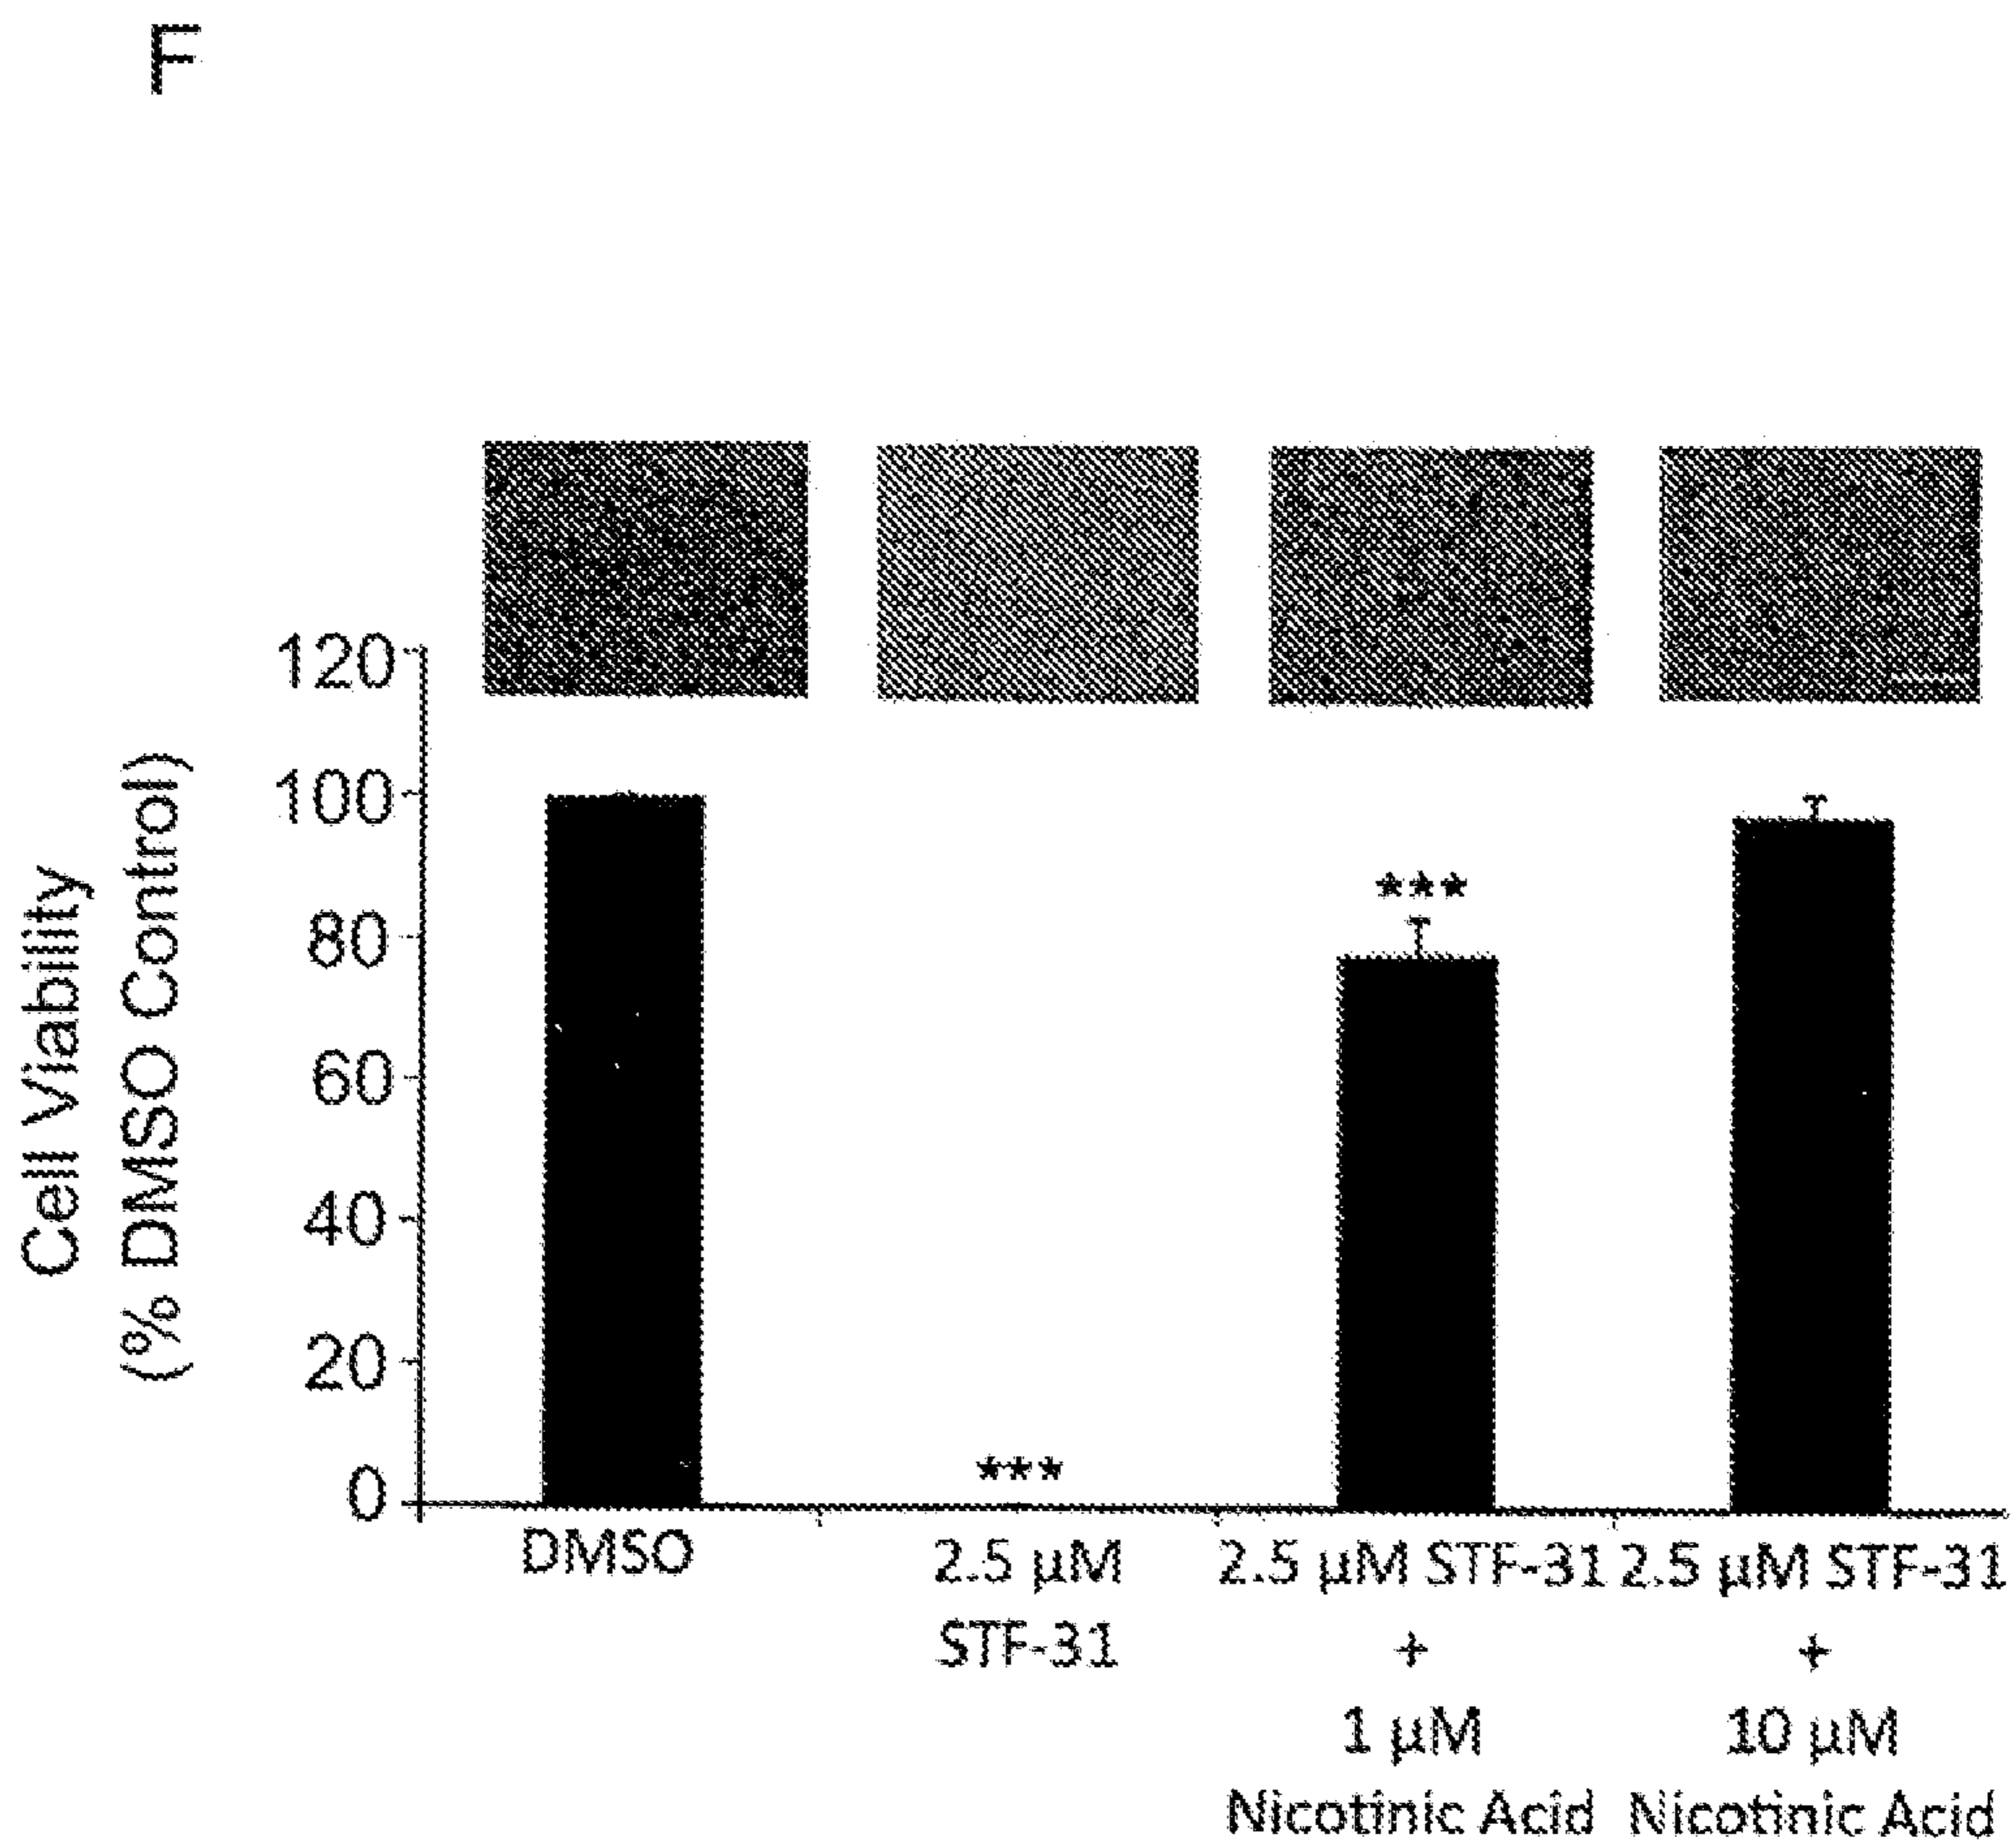 F
Cell Viability
(% DMSO Control)
120
100
80
60
40
20
0
***
***
DMSO
2.5 µM
STF-31
2.5 µM STF-31
+
1 µM
Nicotinic Acid
2.5 µM STF-31
+
10 µM
Nicotinic Acid